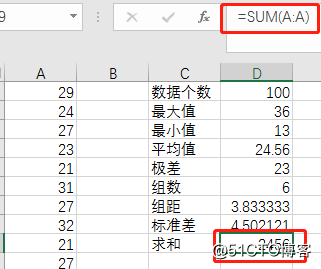 9
=SUM(A:A)
A B C D
29 数据个数 100
24 最大值 36
27 最小值 13
23 平均值 24.56
21 极差 23
31 组数 6
27 组距 3.833333
32 标准差 4.502121
21 求和 2456
27
@51CTO博客